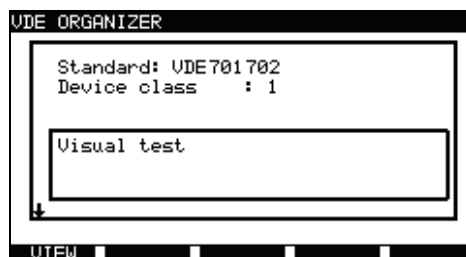 VDE ORGANIZER
Standard: VDE701702
Device class : 1
Visual test
VIEW